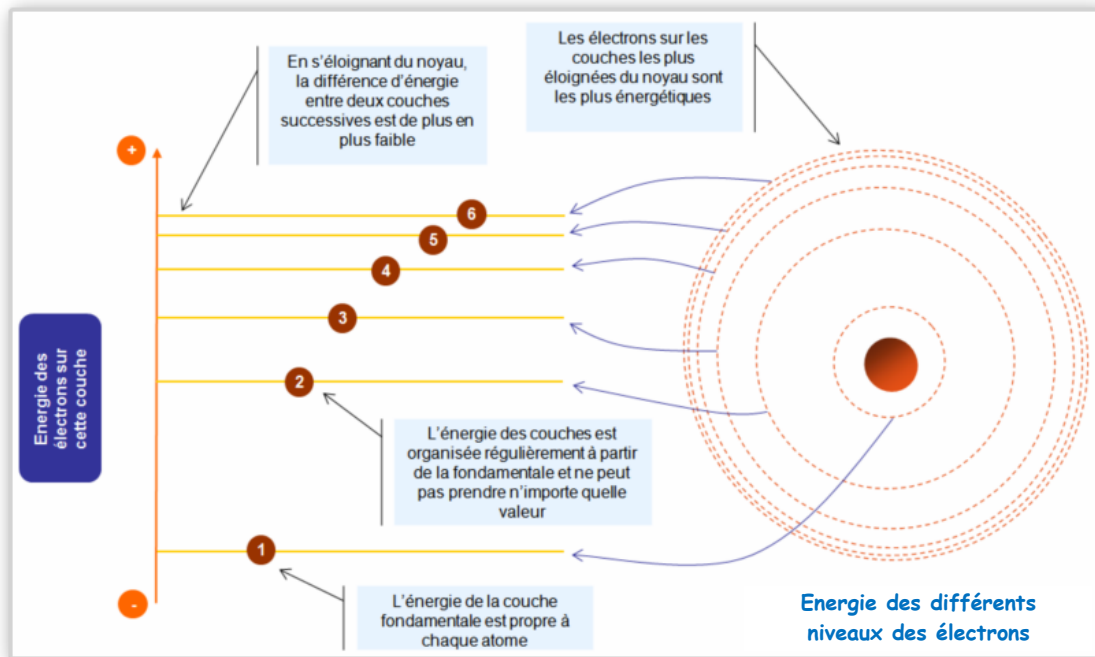 En s'éloignant du noyau,
la différence d'énergie
entre deux couches
successives est de plus en
plus faible
Les électrons sur les
couches les plus
éloignées du noyau sont
les plus énergétiques
+
6
5
4
3
2
1
-
Energie des
électrons sur
cette couche
L'énergie des couches est
organisée régulièrement à partir
de la fondamentale et ne peut
pas prendre n'importe quelle
valeur
L'énergie de la couche
fondamentale est propre à
chaque atome
Energie des différents
niveaux des électrons